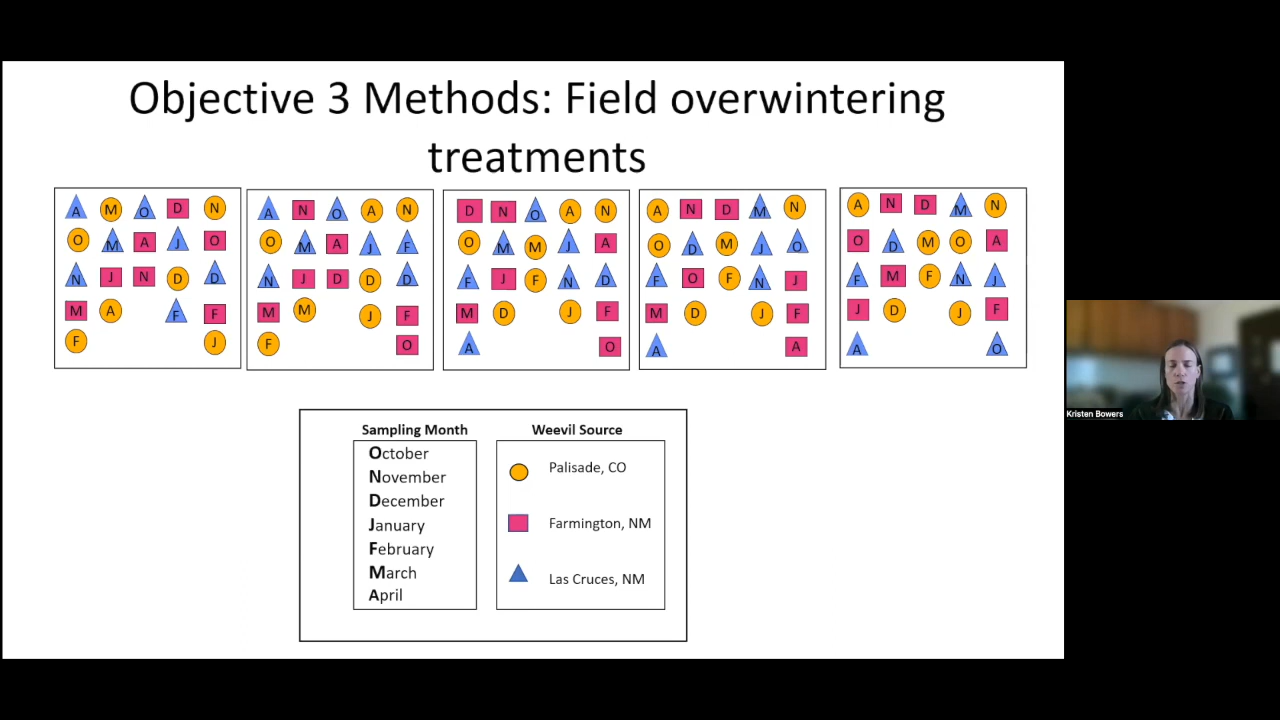 Objective 3 Methods: Field overwintering
treatments
A M O D N
O M A J O
N J N D D
M A F F
F J
A N O A N
O M A J F
N J D D D
M M J F
F O
D N O A N
O M M J A
F J F N D
M D J F
A O
A N D M N
O D M J O
F O F N J
M D J F
A A
A N D M N
O D M O A
F M F N J
J D J F
A O
Sampling Month
October
November
December
January
February
March
April
Weevil Source
Palisade, CO
Farmington, NM
Las Cruces, NM
Kristen Bowers